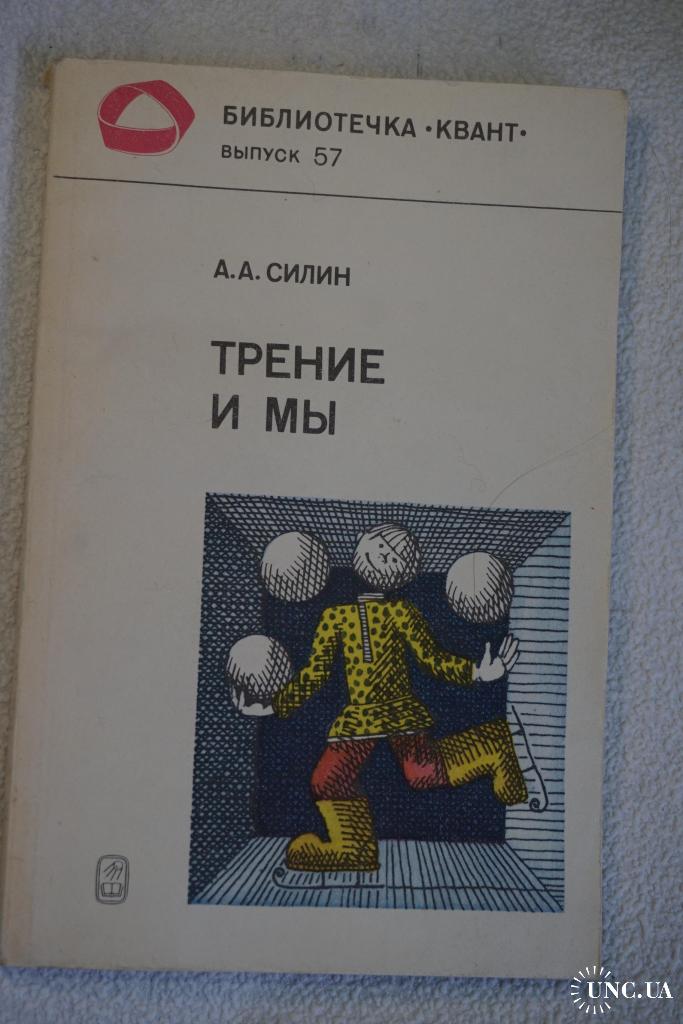 БИБЛИОТЕЧКА •КВАНТ•
ВЫПУСК 57
А.А. СИЛИН
ТРЕНИЕ
И МЫ
UNC.UA